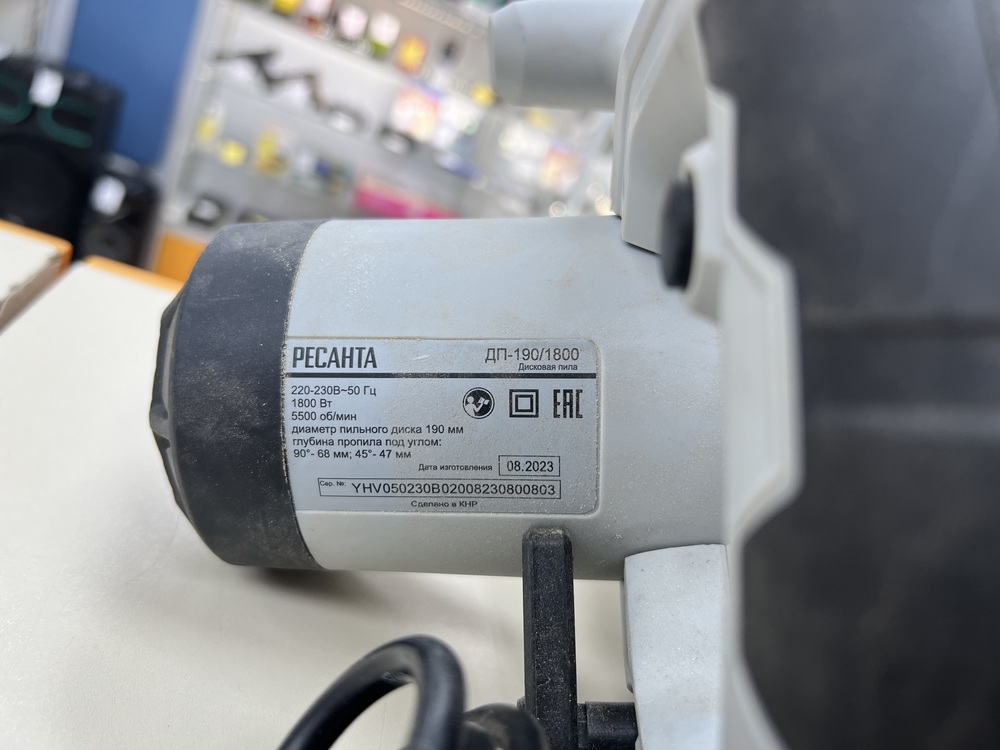 РЕСАНТА
ДП-190/1800
Дисковая пила
220-230В~50 Гц
1800 Вт
5500 об/мин
диаметр пильного диска 190 мм
глубина пропила под углом:
90°- 68 мм; 45°- 47 мм
EAC
Дата изготовления 08.2023
Сер. №: YHV050230B02008230800803
Сделано в КНР